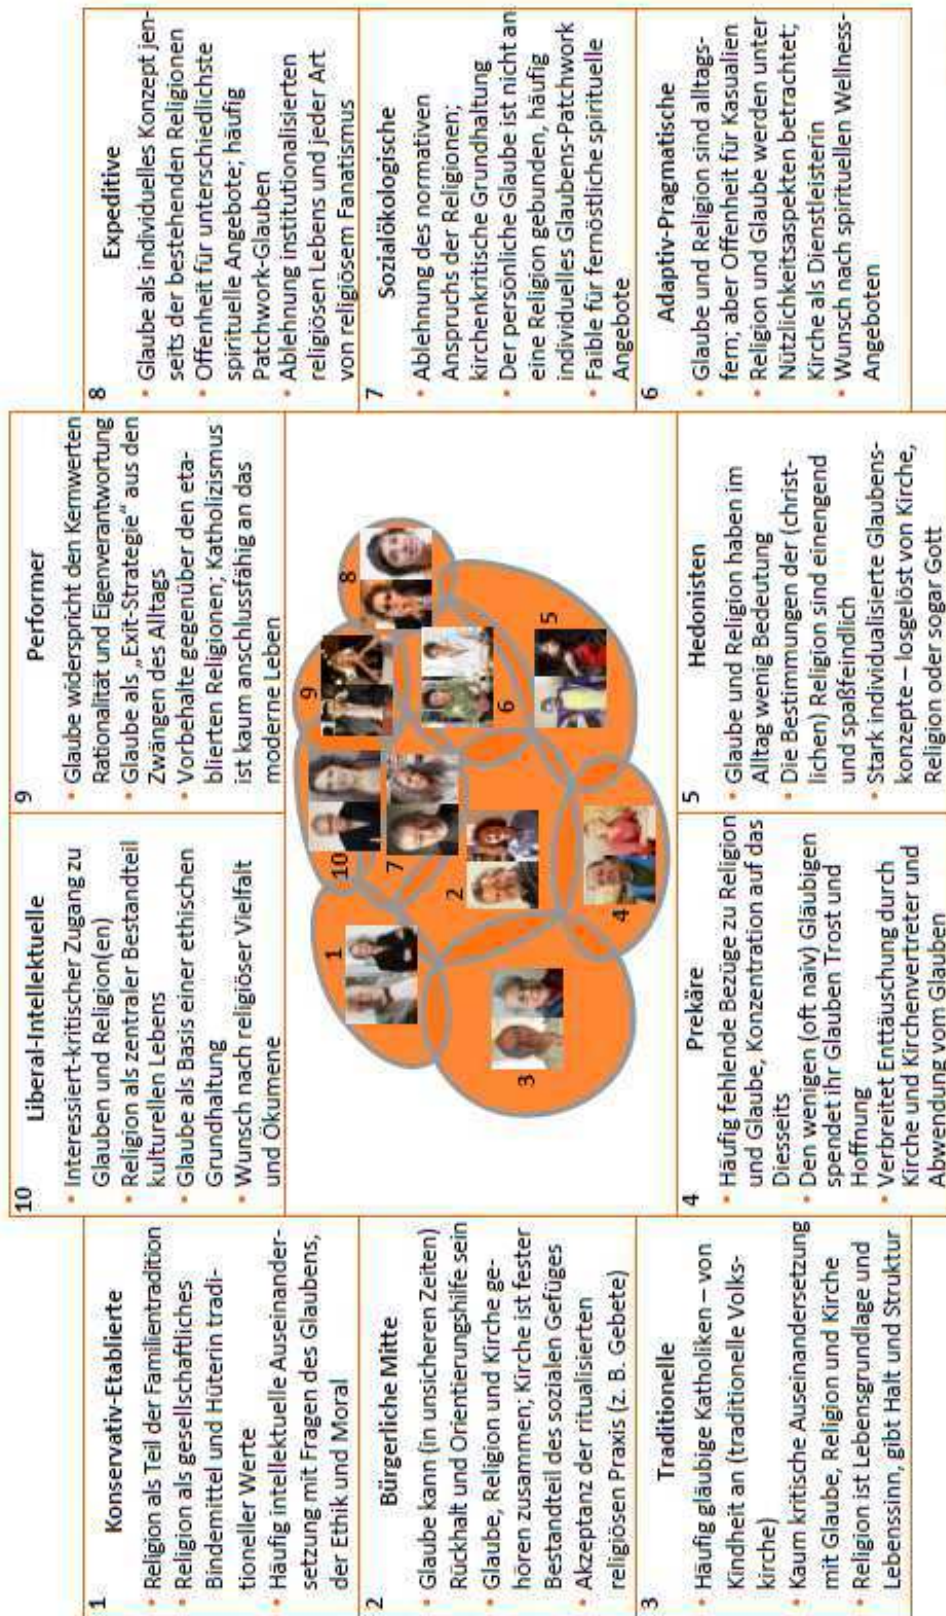 1
Konservativ-Etablierte
• Religion als Teil der Familientradition
• Religion als gesellschaftliches
Bindemittel und Hüterin tradi-
tioneller Werte
• Häufig intellektuelle Auseinander-
setzung mit Fragen des Glaubens,
der Ethik und Moral
2
Bürgerliche Mitte
• Glaube kann (in unsicheren Zeiten)
Rückhalt und Orientierungshilfe sein
• Glaube, Religion und Kirche ge-
hören zusammen; Kirche ist fester
Bestandteil des sozialen Gefüges
• Akzeptanz der ritualisierten
religiösen Praxis (z. B. Gebete)
3
Traditionelle
• Häufig gläubige Katholiken – von
Kindheit an (traditionelle Volks-
kirche)
• Kaum kritische Auseinandersetzung
mit Glaube, Religion und Kirche
• Religion ist Lebensgrundlage und
Lebenssinn, gibt Halt und Struktur
10
Liberal-Intellektuelle
• Interessiert-kritischer Zugang zu
Glauben und Religion(en)
• Religion als zentraler Bestandteil
kulturellen Lebens
• Glaube als Basis einer ethischen
Grundhaltung
• Wunsch nach religiöser Vielfalt
und Ökumene
9
Performer
• Glaube widerspricht den Kernwerten
Rationalität und Eigenverantwortung
• Glaube als „Exit-Strategie“ aus den
Zwängen des Alltags
• Vorbehalte gegenüber den eta-
blierten Religionen; Katholizismus
ist kaum anschlussfähig an das
moderne Leben
1
10
9
8
7
2
6
5
3
4
4
Prekäre
• Häufig fehlende Bezüge zu Religion
und Glaube, Konzentration auf das
Diesseits
• Den wenigen (oft naiv) Gläubigen
spendet ihr Glauben Trost und
Hoffnung
• Verbreitet Enttäuschung durch
Kirche und Kirchenvertreter und
Abwendung vom Glauben
5
Hedonisten
• Glaube und Religion haben im
Alltag wenig Bedeutung
• Die Bestimmungen der (christ-
lichen) Religion sind einengend
und spaßfeindlich
• Stark individualisierte Glaubens-
konzepte – losgelöst von Kirche,
Religion oder sogar Gott
8
Expeditive
• Glaube als individuelles Konzept jen-
seits der bestehenden Religionen
• Offenheit für unterschiedlichste
spirituelle Angebote; häufig
Patchwork-Glauben
• Ablehnung institutionalisierten
religiösen Lebens und jeder Art
von religiösem Fanatismus
7
Sozialökologische
• Ablehnung des normativen
Anspruchs der Religionen;
kirchenkritische Grundhaltung
• Der persönliche Glaube ist nicht an
eine Religion gebunden, häufig
individuelles Glaubens-Patchwork
• Faible für fernöstliche spirituelle
Angebote
6
Adaptiv-Pragmatische
• Glaube und Religion sind alltags-
fern; aber Offenheit für Kasualien
• Religion und Glaube werden unter
Nützlichkeitsaspekten betrachtet;
Kirche als Dienstleisterin
• Wunsch nach spirituellen Wellness-
Angeboten